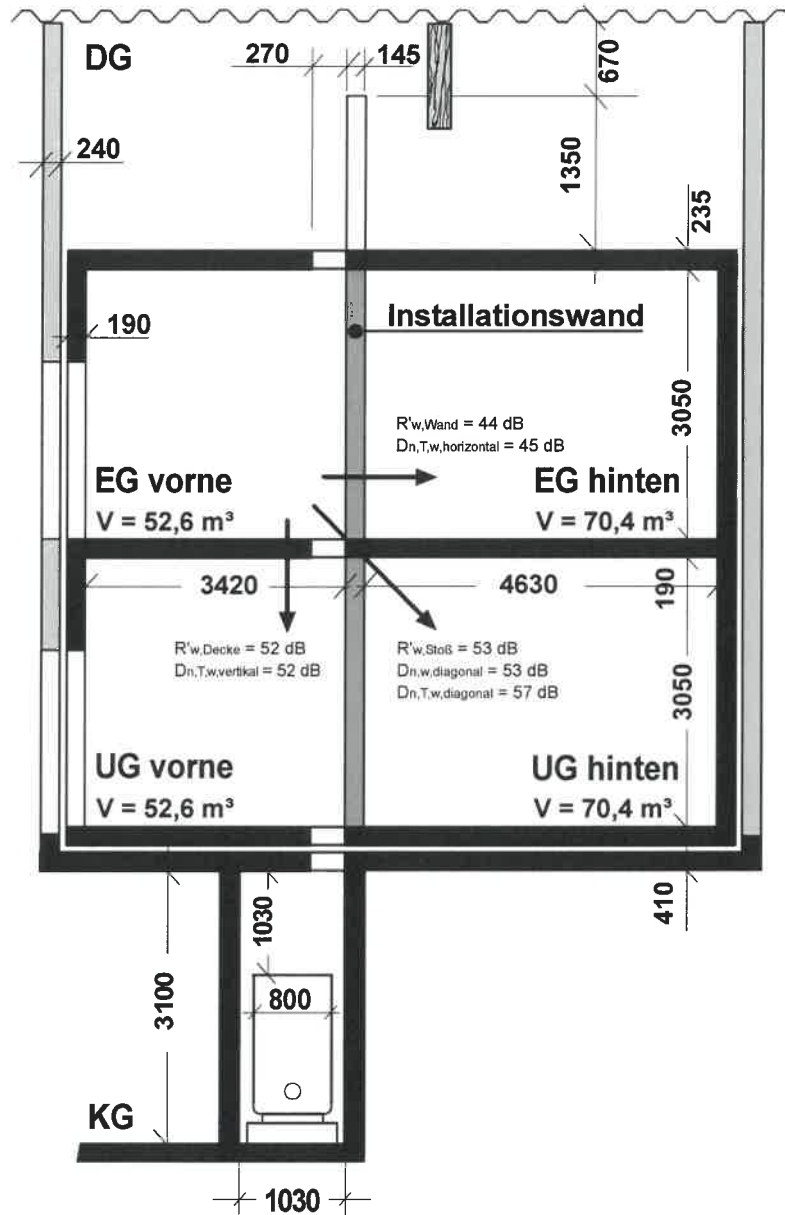 DG
270
145
670
240
1350
235
190
Installationswand
3050
R'w,Wand = 44 dB
Dn,T,w,horizontal = 45 dB
EG vorne
V = 52,6 m³
EG hinten
V = 70,4 m³
3420
4630
190
R'w,Decke = 52 dB
Dn,T,w,vertikal = 52 dB
R'w,Stoß = 53 dB
Dn,w,diagonal = 53 dB
Dn,T,w,diagonal = 57 dB
3050
UG vorne
V = 52,6 m³
UG hinten
V = 70,4 m³
410
1030
3100
800
KG
1030